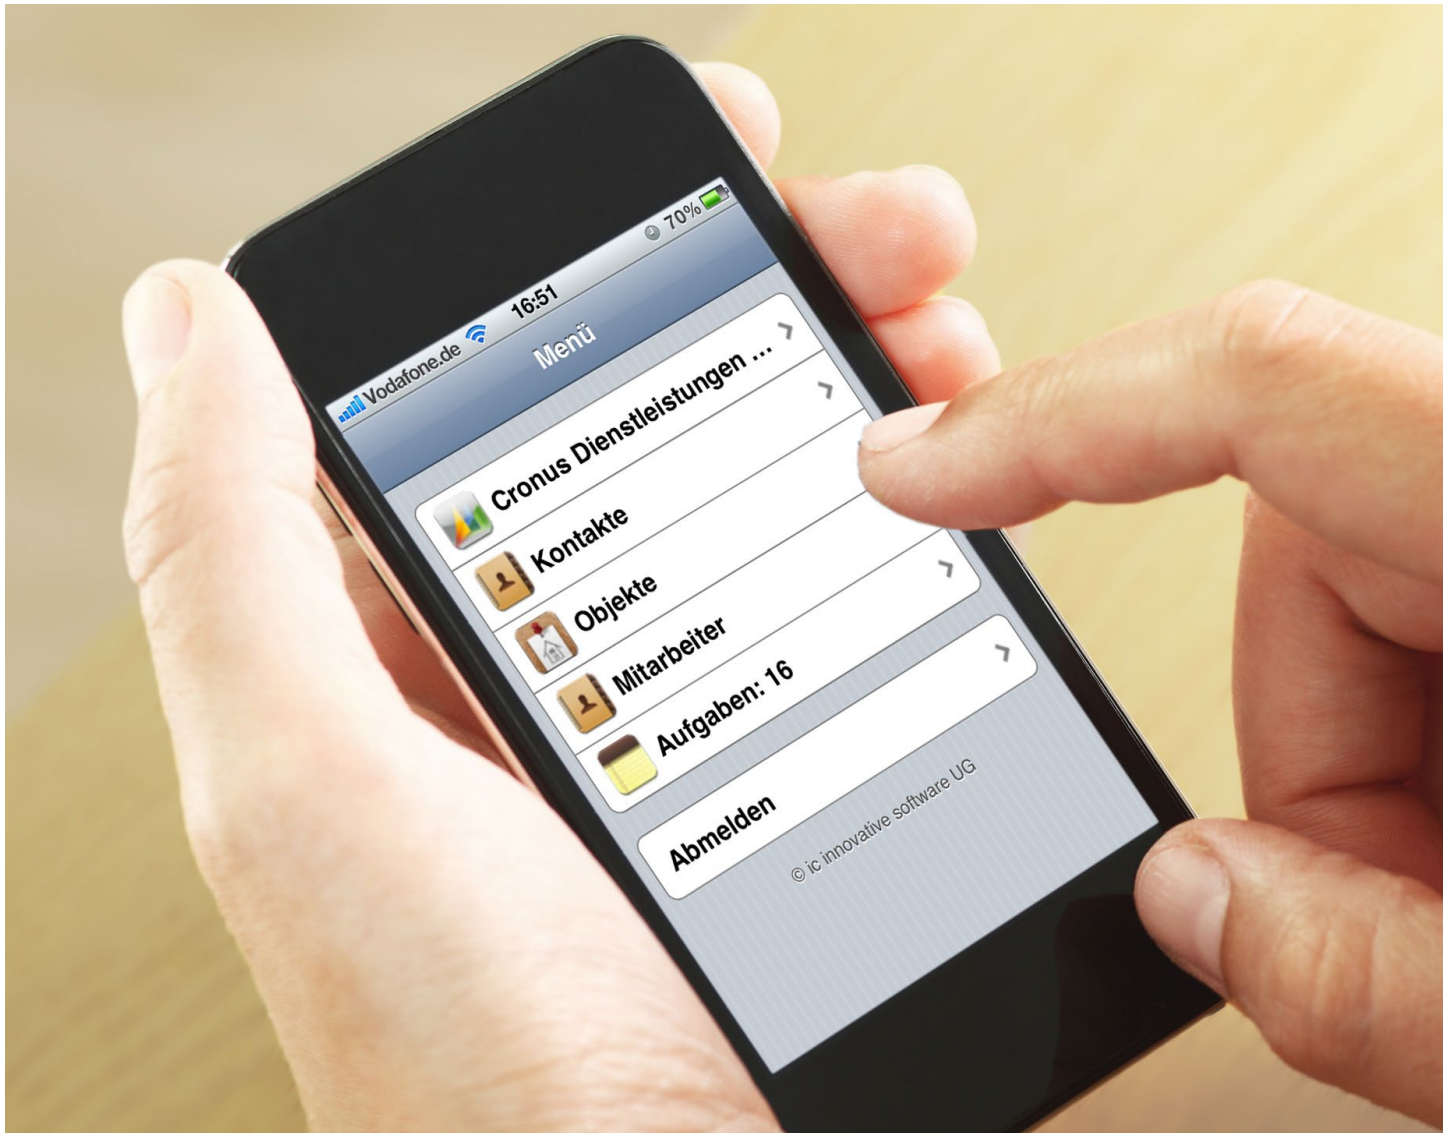 Vodafone.de 16:51 70%
Menü
Cronus Dienstleistungen ...
Kontakte
Objekte
Mitarbeiter
Aufgaben: 16
Abmelden
© ic innovative software UG